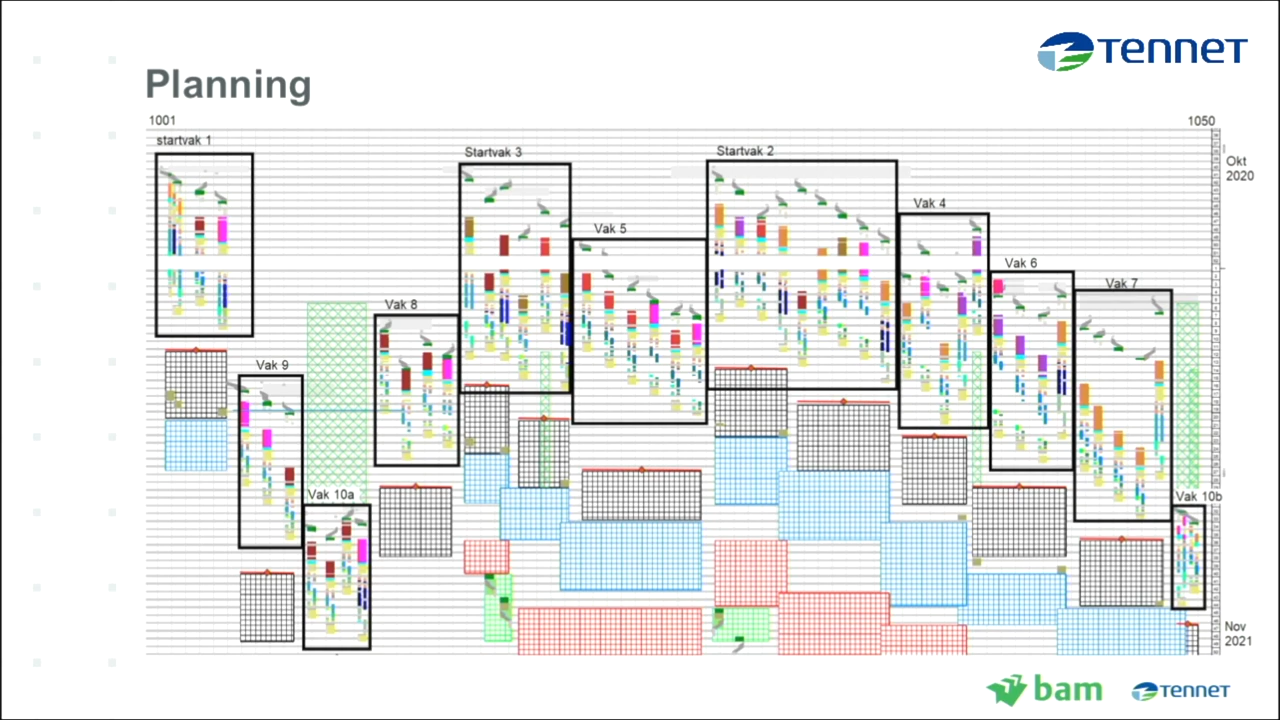 TENNET
Planning
1001
1050
startvak 1
Startvak 3
Startvak 2
Okt
2020
Vak 4
Vak 5
Vak 6
Vak 7
Vak 8
Vak 9
Vak 10a
Vak 10b
Nov
2021
bam
TENNET